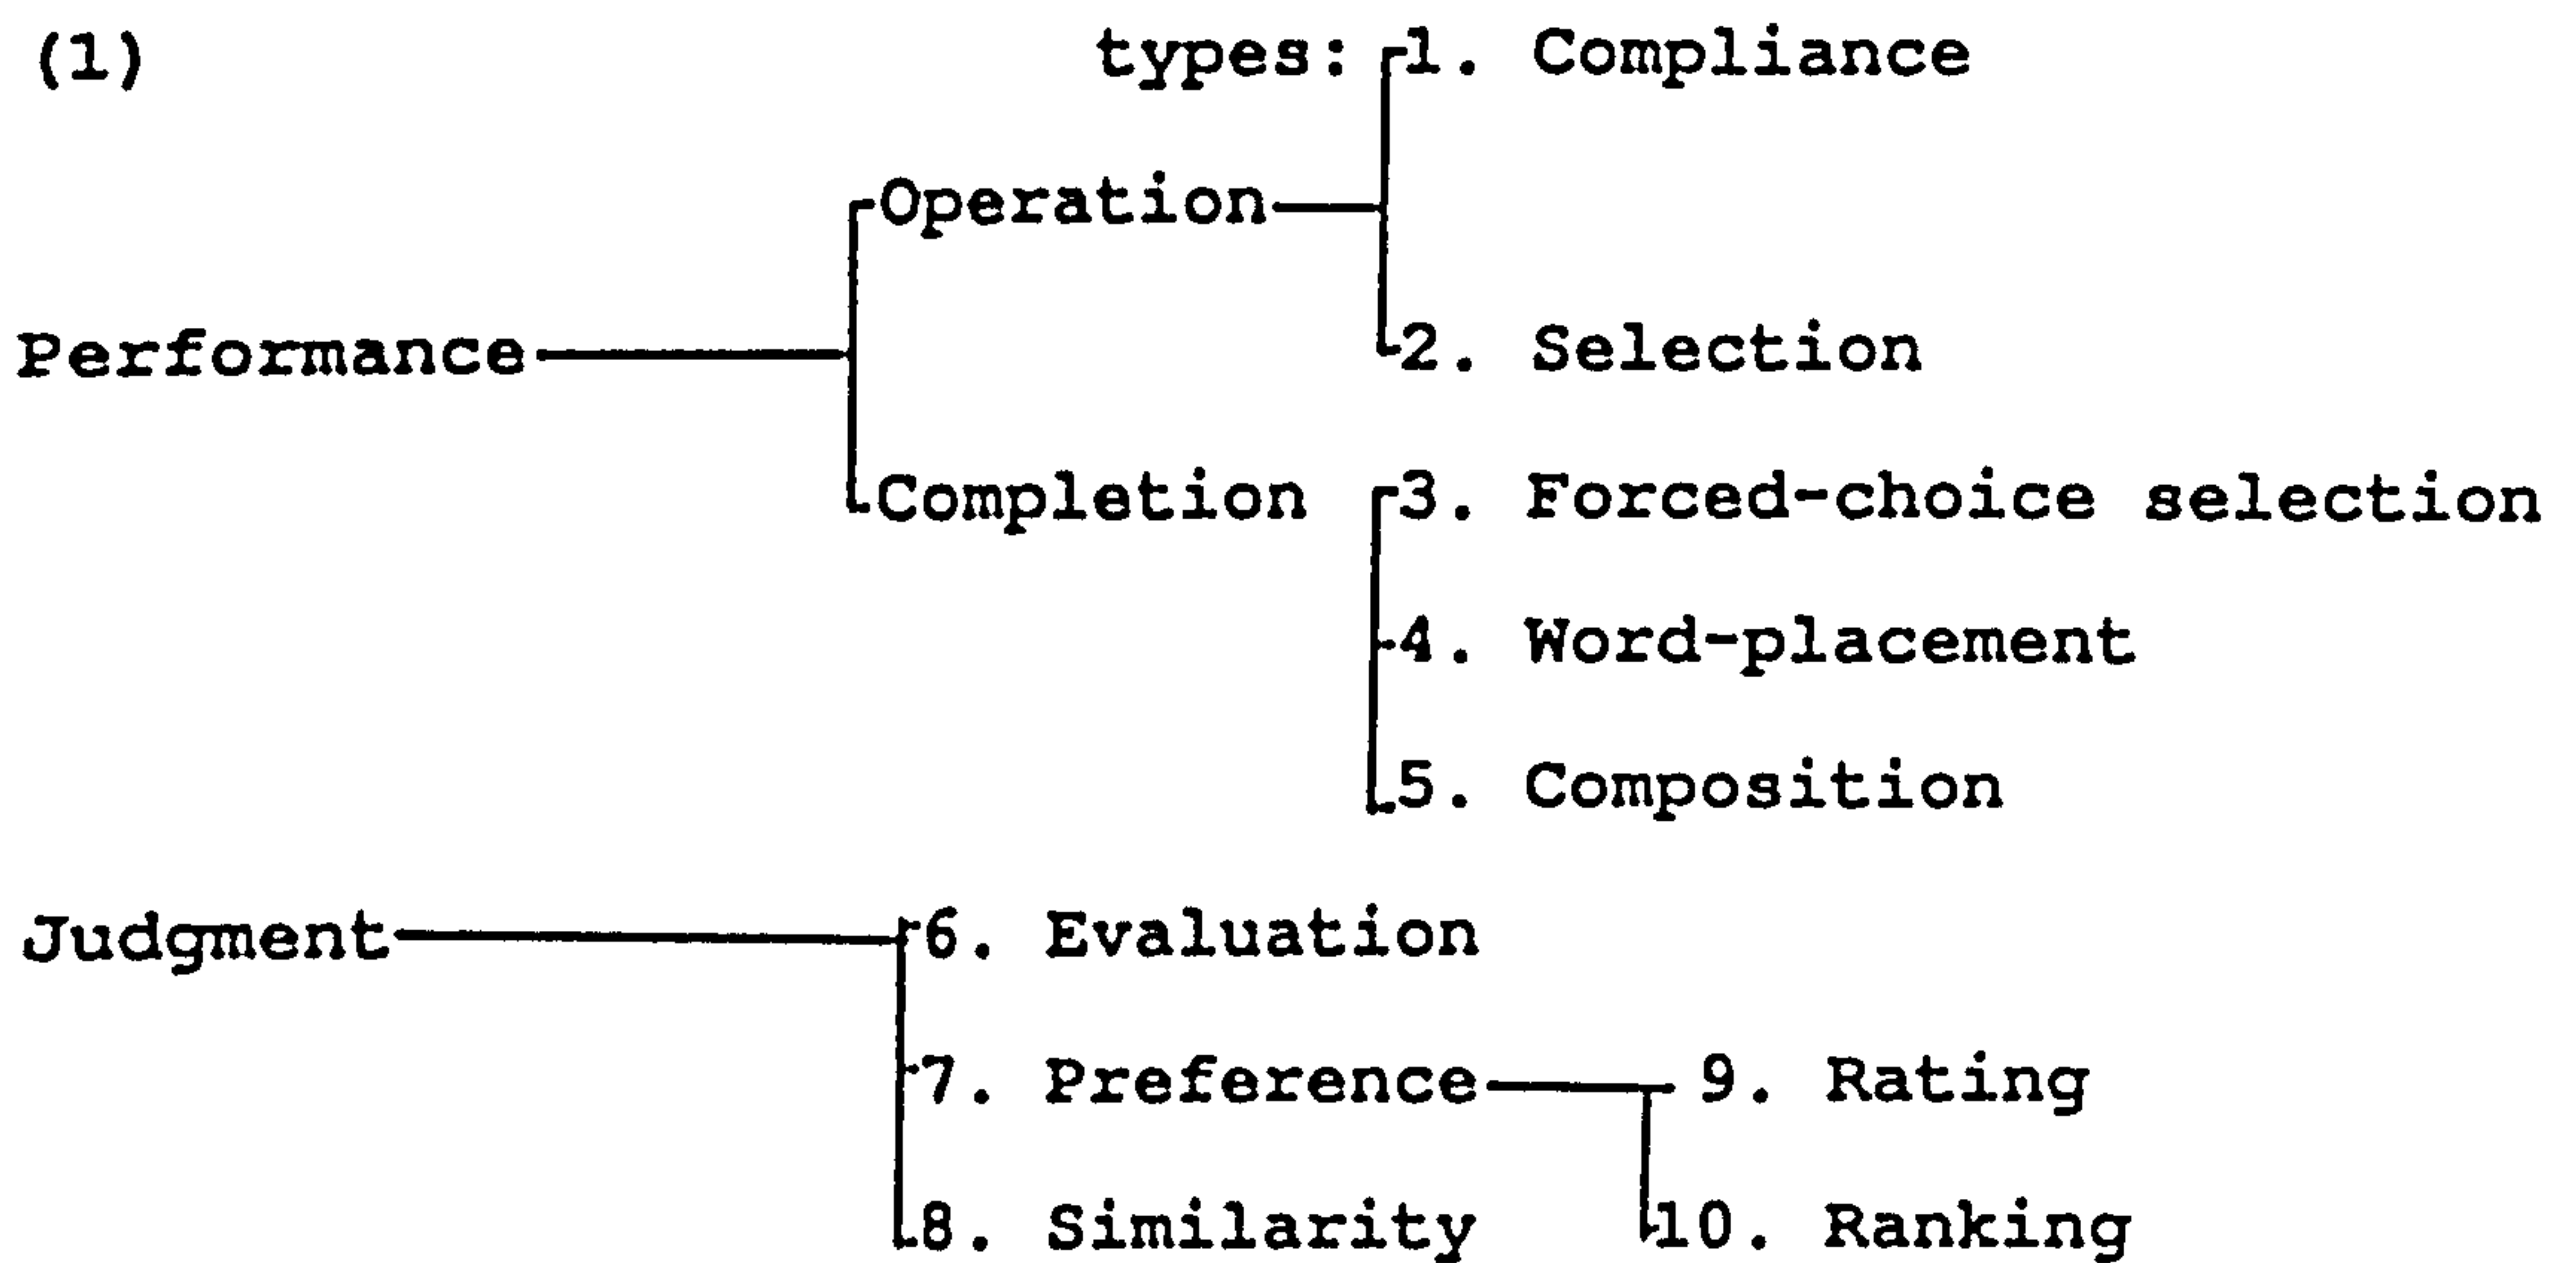 (1) types: 1. Compliance
Operation
Performance 2. Selection
Completion 3. Forced-choice selection
4. Word-placement
5. Composition
Judgment 6. Evaluation
7. Preference 9. Rating
8. Similarity 10. Ranking